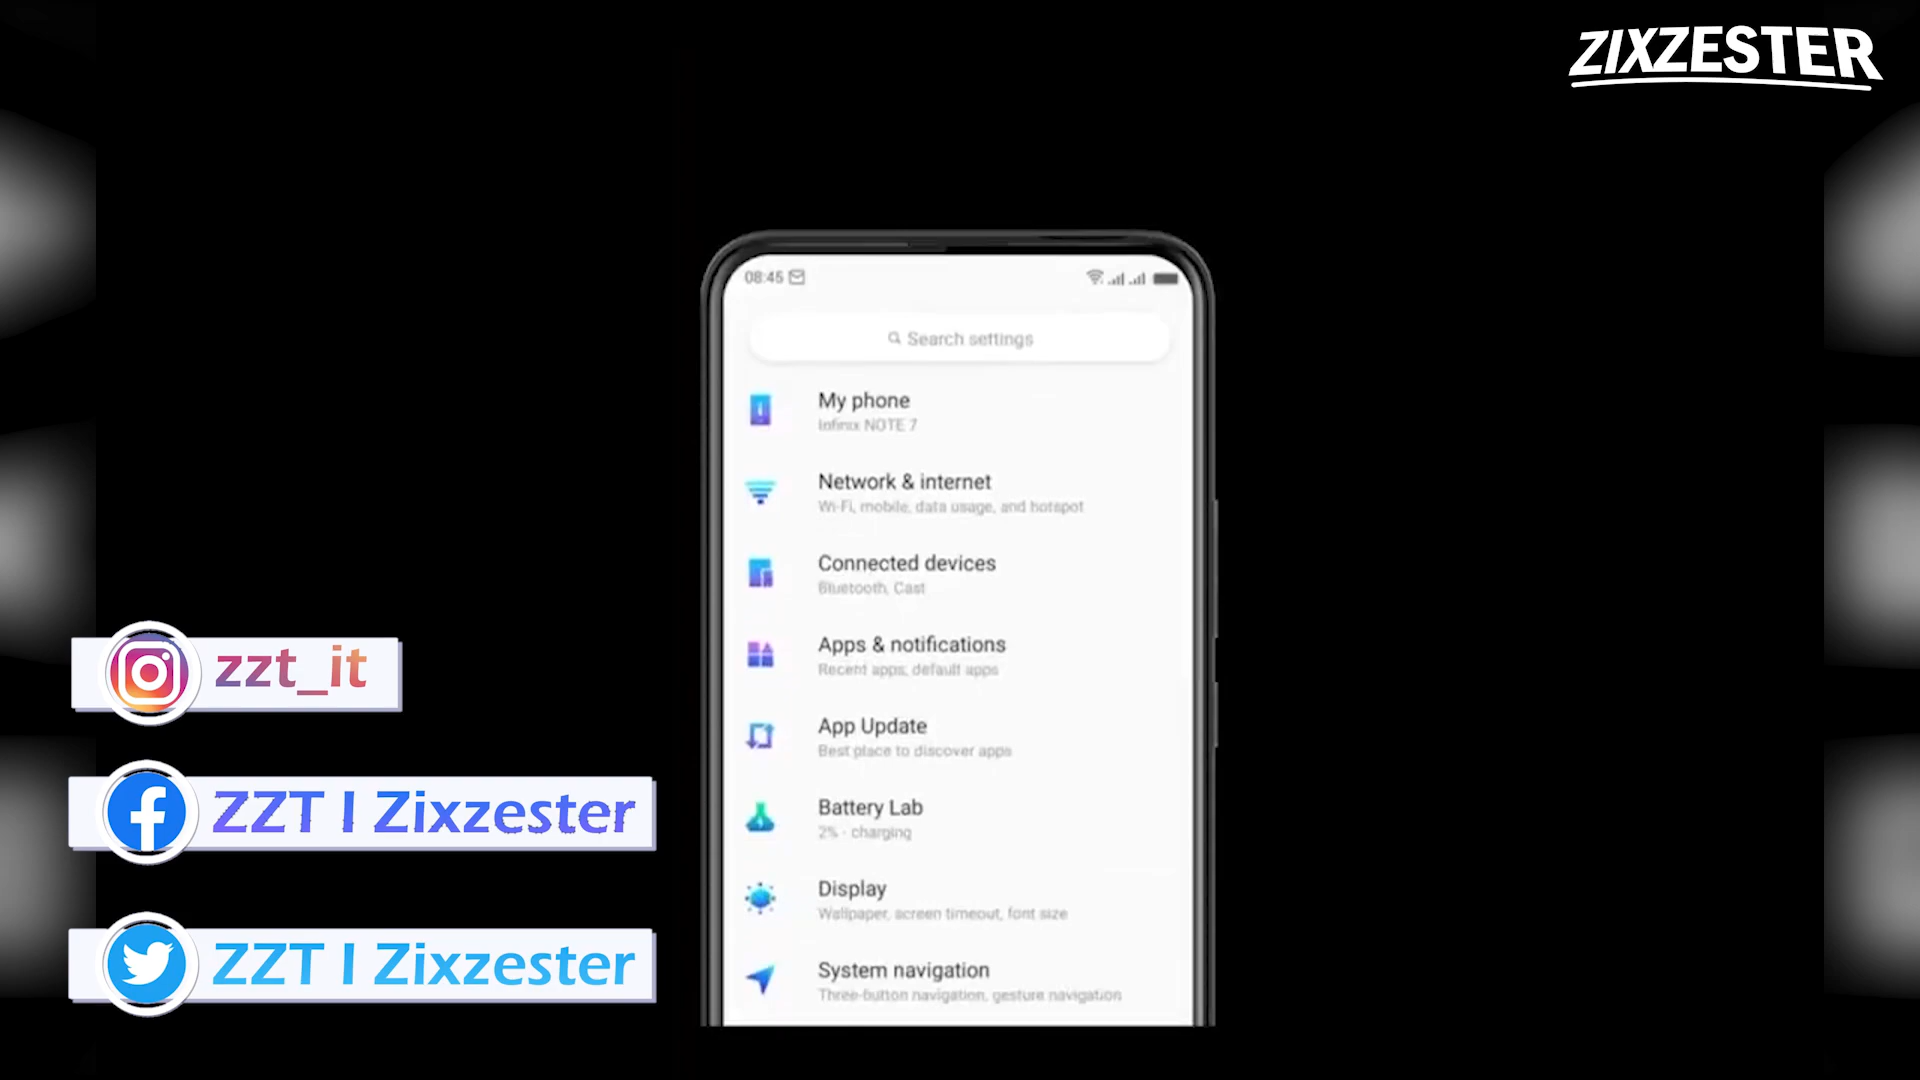 ZIXZESTER
08:45
Search settings
My phone
Infinix NOTE 7
Network & internet
Wi-Fi, mobile, data usage, and hotspot
Connected devices
Bluetooth, Cast
Apps & notifications
Recent apps, default apps
App Update
Best place to discover apps
Battery Lab
2% - charging
Display
Wallpaper, screen timeout, font size
System navigation
Three-button navigation, gesture navigation
zzt_it
ZZT I Zixzester
ZZT I Zixzester